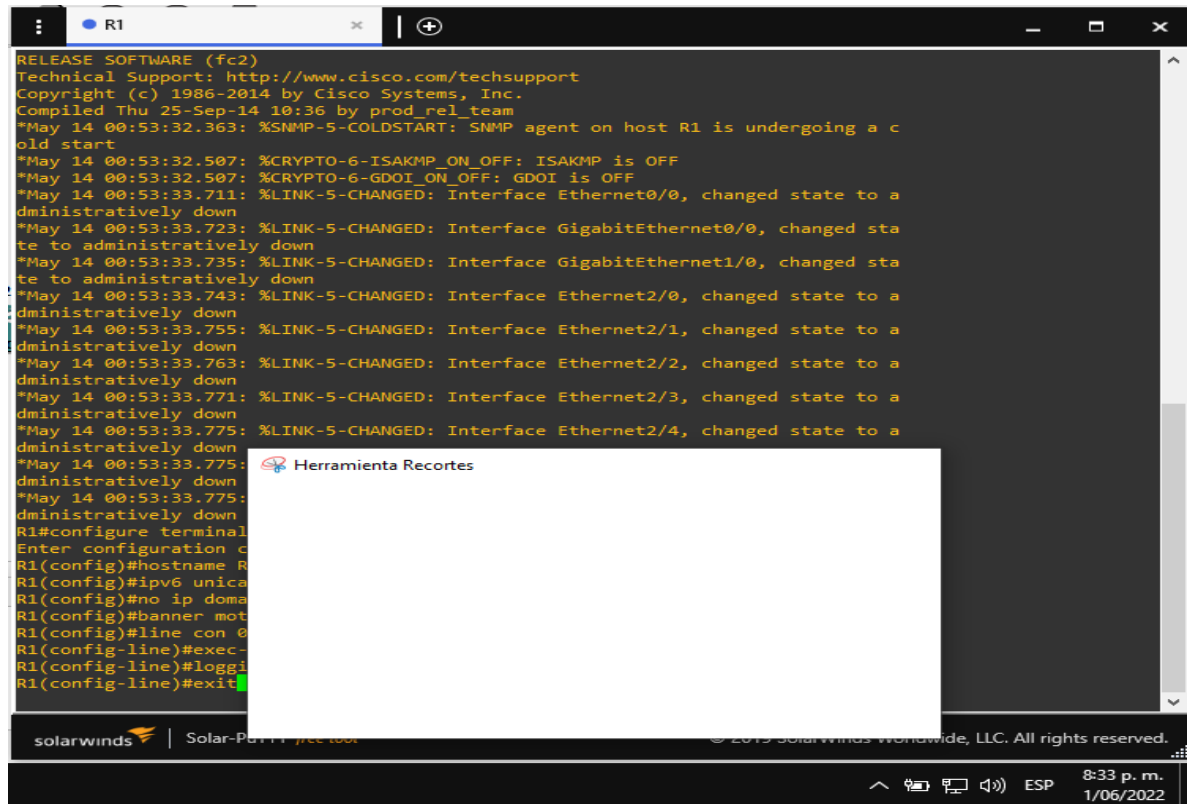 R1
RELEASE SOFTWARE (fc2)
Technical Support: http://www.cisco.com/techsupport
Copyright (c) 1986-2014 by Cisco Systems, Inc.
Compiled Thu 25-Sep-14 10:36 by prod_rel_team
*May 14 00:53:32.363: %SNMP-5-COLDSTART: SNMP agent on host R1 is undergoing a c
old start
*May 14 00:53:32.507: %CRYPTO-6-ISAKMP_ON_OFF: ISAKMP is OFF
*May 14 00:53:32.507: %CRYPTO-6-GDOI_ON_OFF: GDOI is OFF
*May 14 00:53:33.711: %LINK-5-CHANGED: Interface Ethernet0/0, changed state to a
dministratively down
*May 14 00:53:33.723: %LINK-5-CHANGED: Interface GigabitEthernet0/0, changed sta
te to administratively down
*May 14 00:53:33.735: %LINK-5-CHANGED: Interface GigabitEthernet1/0, changed sta
te to administratively down
*May 14 00:53:33.743: %LINK-5-CHANGED: Interface Ethernet2/0, changed state to a
dministratively down
*May 14 00:53:33.755: %LINK-5-CHANGED: Interface Ethernet2/1, changed state to a
dministratively down
*May 14 00:53:33.763: %LINK-5-CHANGED: Interface Ethernet2/2, changed state to a
dministratively down
*May 14 00:53:33.771: %LINK-5-CHANGED: Interface Ethernet2/3, changed state to a
dministratively down
*May 14 00:53:33.775: %LINK-5-CHANGED: Interface Ethernet2/4, changed state to a
dministratively down
*May 14 00:53:33.775:
dministratively down
*May 14 00:53:33.775:
dministratively down
R1#configure terminal
Enter configuration c
R1(config)#hostname R
R1(config)#ipv6 unica
R1(config)#no ip doma
R1(config)#banner mot
R1(config)#line con 0
R1(config-line)#exec-
R1(config-line)#loggi
R1(config-line)#exit
Herramienta Recortes
solarwinds | Solar-PuTTY free tool
© 2019 SolarWinds Worldwide, LLC. All rights reserved.
ESP
8:33 p. m.
1/06/2022